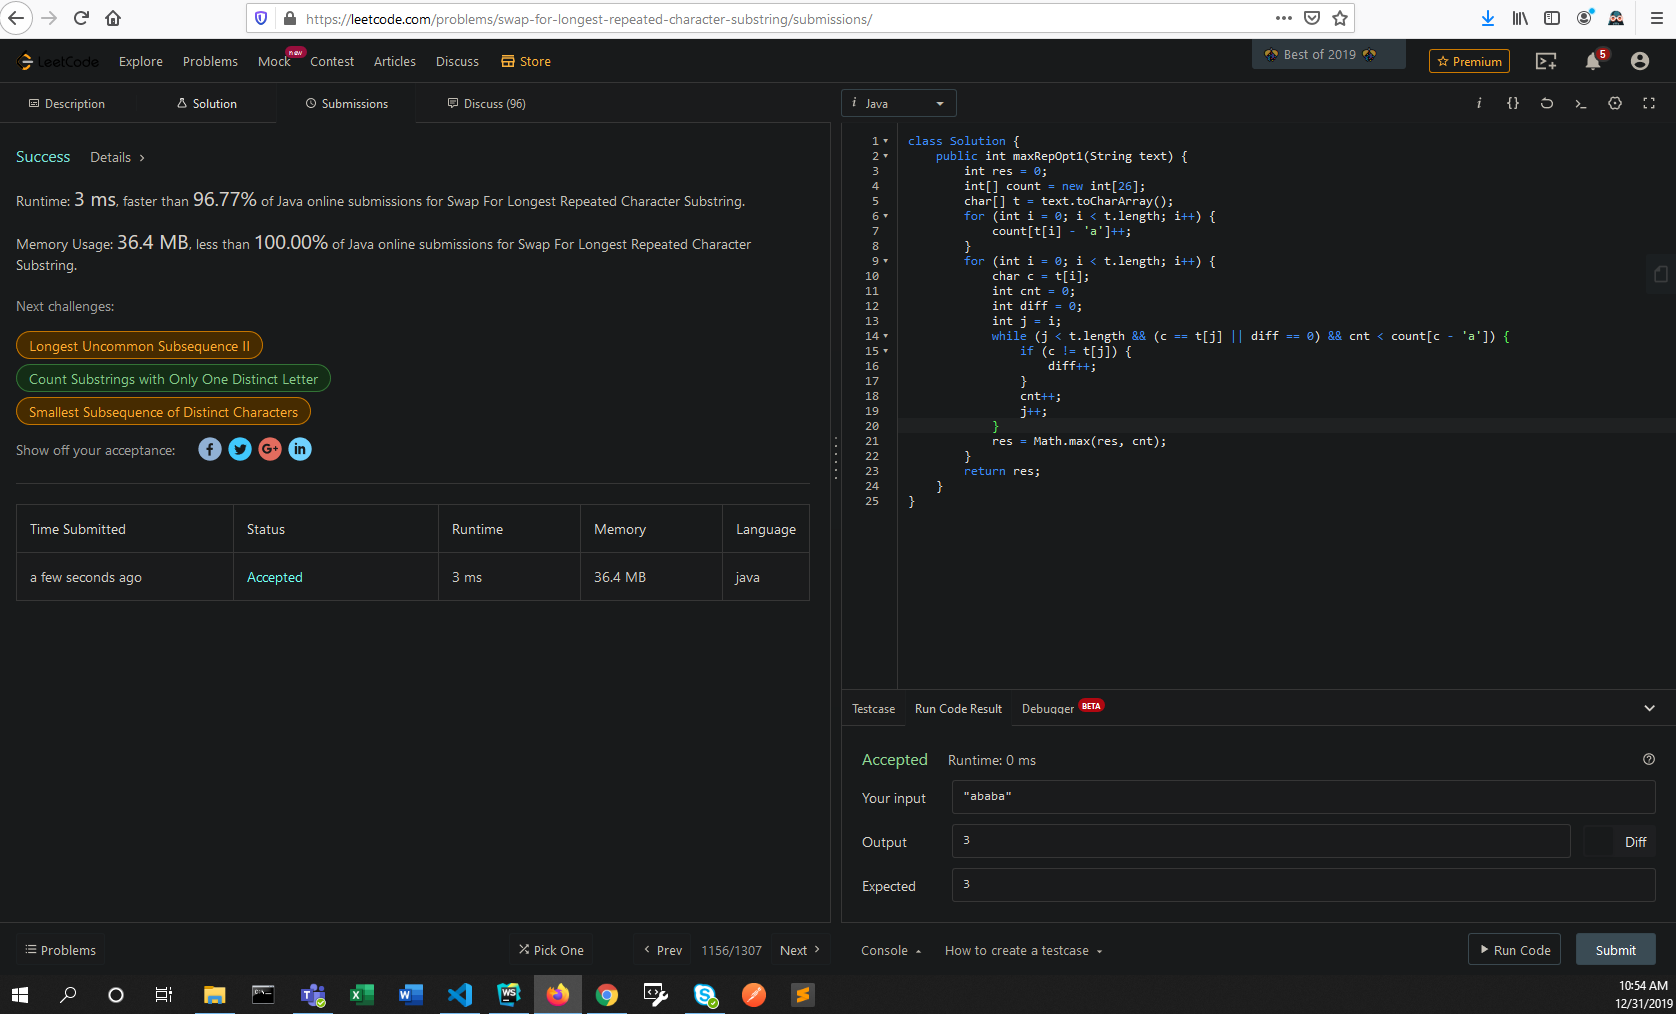 https://leetcode.com/problems/swap-for-longest-repeated-character-substring/submissions/
LeetCode Explore Problems Mock new Contest Articles Discuss Store Best of 2019 Premium 5
Description Solution Submissions Discuss (96)
i Java
Success Details
Runtime: 3 ms, faster than 96.77% of Java online submissions for Swap For Longest Repeated Character Substring.
Memory Usage: 36.4 MB, less than 100.00% of Java online submissions for Swap For Longest Repeated Character
Substring.
Next challenges:
Longest Uncommon Subsequence II
Count Substrings with Only One Distinct Letter
Smallest Subsequence of Distinct Characters
Show off your acceptance:
Time Submitted Status Runtime Memory Language
a few seconds ago Accepted 3 ms 36.4 MB java
Problems Pick One Prev 1156/1307 Next
1 class Solution {
2 public int maxRepOpt1(String text) {
3 int res = 0;
4 int[] count = new int[26];
5 char[] t = text.toCharArray();
6 for (int i = 0; i < t.length; i++) {
7 count[t[i] - 'a']++;
8 }
9 for (int i = 0; i < t.length; i++) {
10 char c = t[i];
11 int cnt = 0;
12 int diff = 0;
13 int j = i;
14 while (j < t.length && (c == t[j] || diff == 0) && cnt < count[c - 'a']) {
15 if (c != t[j]) {
16 diff++;
17 }
18 cnt++;
19 j++;
20 }
21 res = Math.max(res, cnt);
22 }
23 return res;
24 }
25 }
Testcase Run Code Result Debugger BETA
Accepted Runtime: 0 ms
Your input "ababa"
Output 3 Diff
Expected 3
Console How to create a testcase Run Code Submit
10:54 AM
12/31/2019